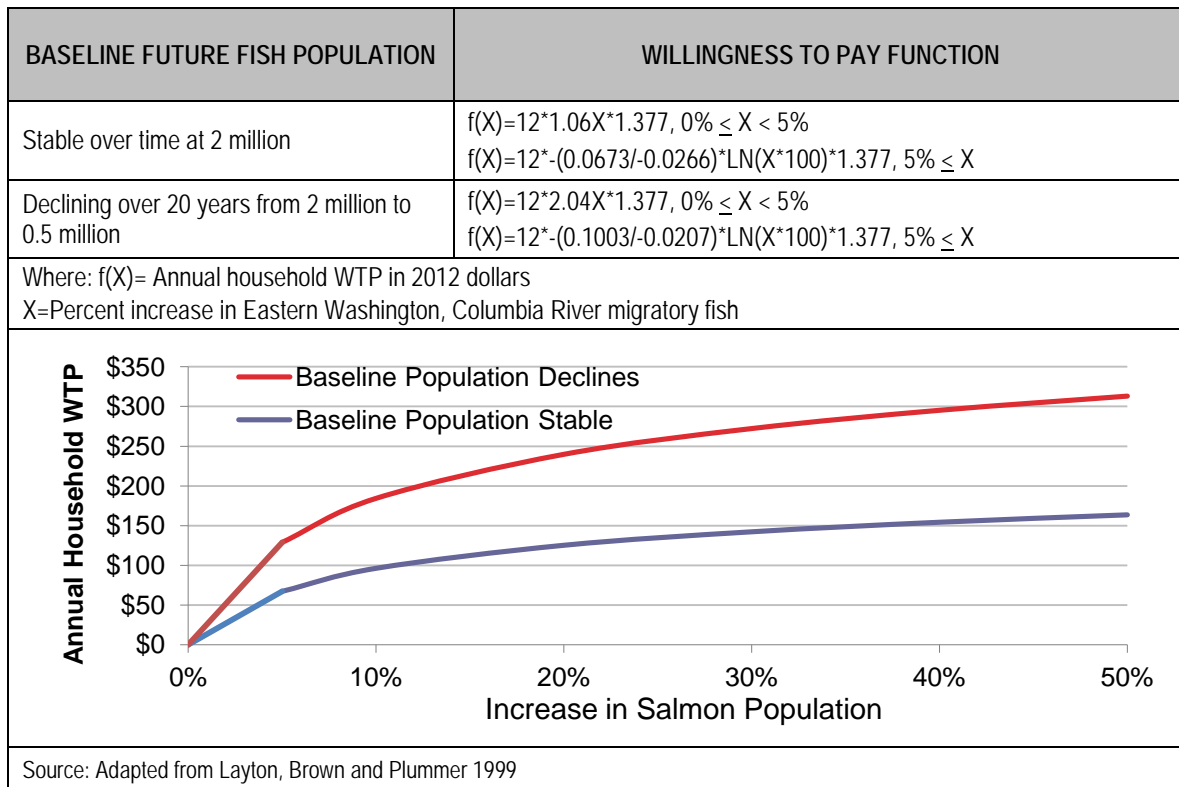 BASELINE FUTURE FISH POPULATION
WILLINGNESS TO PAY FUNCTION
Stable over time at 2 million
f(X)=12*1.06X*1.377, 0% ≤ X < 5%
f(X)=12*-(0.0673/-0.0266)*LN(X*100)*1.377, 5% ≤ X
Declining over 20 years from 2 million to
0.5 million
f(X)=12*2.04X*1.377, 0% ≤ X < 5%
f(X)=12*-(0.1003/-0.0207)*LN(X*100)*1.377, 5% ≤ X
Where: f(X)= Annual household WTP in 2012 dollars
X=Percent increase in Eastern Washington, Columbia River migratory fish
Annual Household WTP
$350
$300
$250
$200
$150
$100
$50
$0
Baseline Population Declines
Baseline Population Stable
0%
10%
20%
30%
40%
50%
Increase in Salmon Population
Source: Adapted from Layton, Brown and Plummer 1999